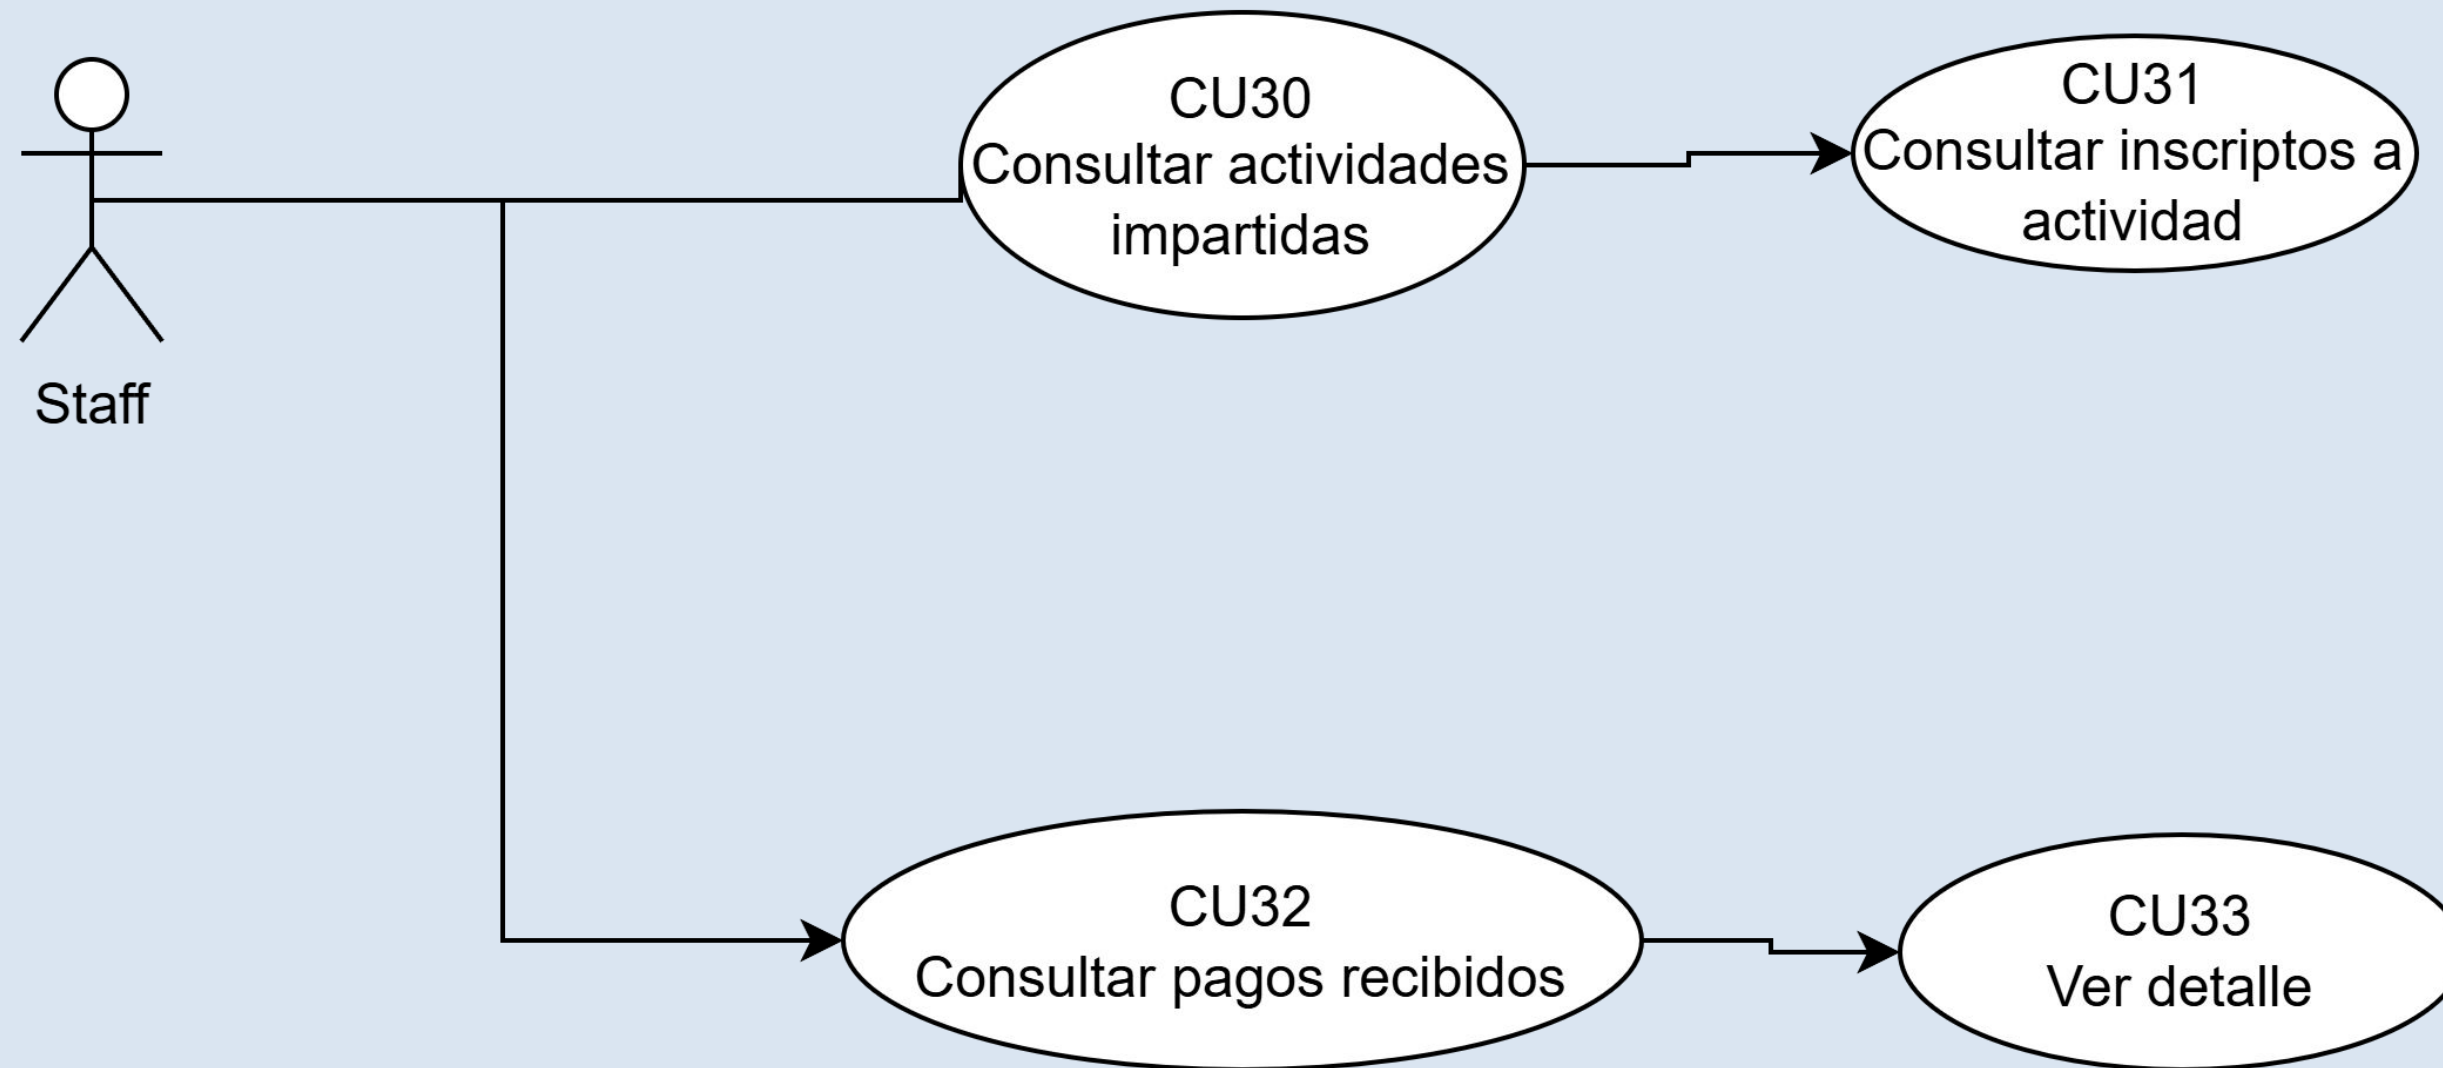 CU30
Consultar actividades
impartidas
CU31
Consultar inscriptos a
actividad
Staff
CU32
Consultar pagos recibidos
CU33
Ver detalle